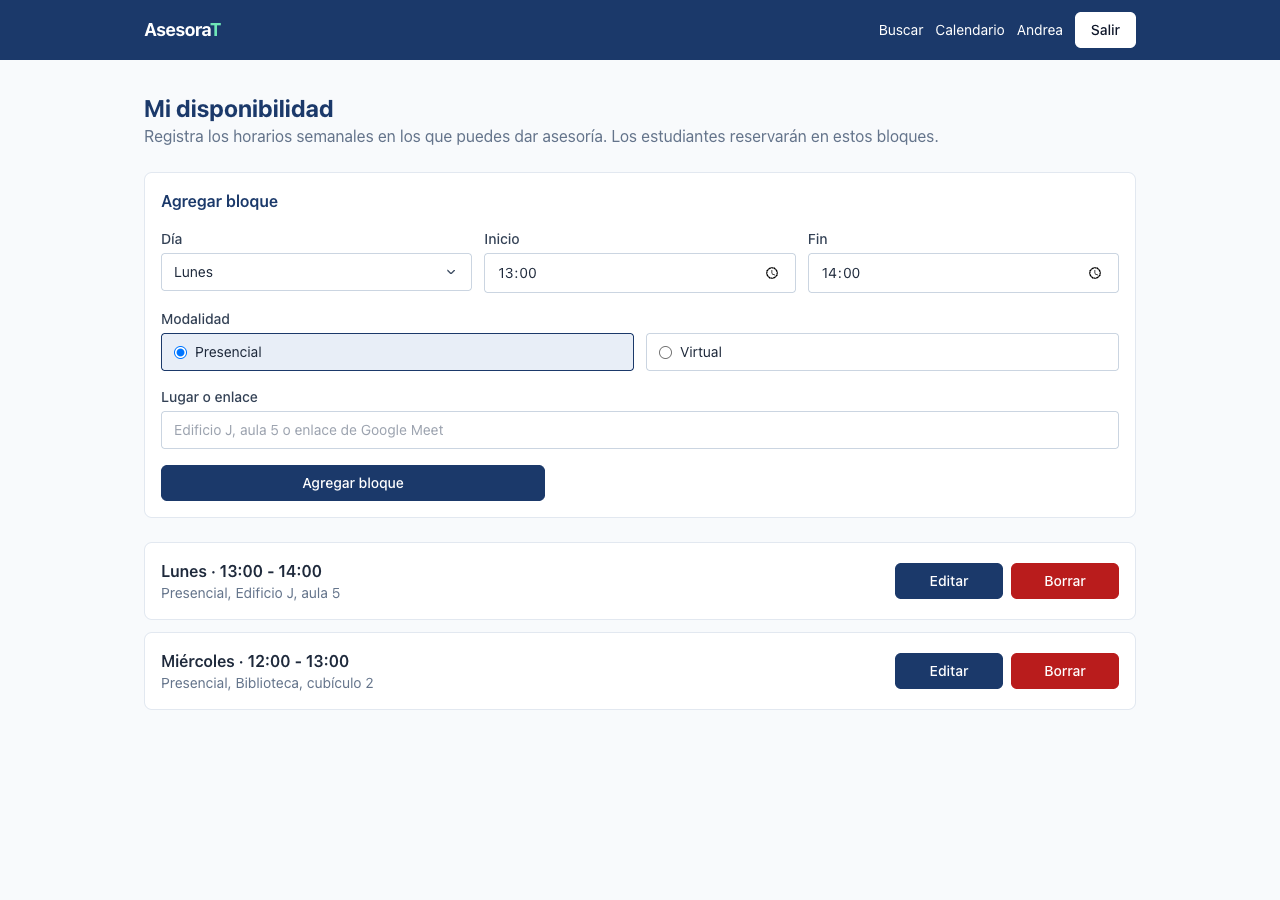 AsesoraT
Buscar Calendario Andrea Salir
Mi disponibilidad
Registra los horarios semanales en los que puedes dar asesoría. Los estudiantes reservarán en estos bloques.
Agregar bloque
Día Inicio Fin
Lunes 13:00 14:00
Modalidad
Presencial Virtual
Lugar o enlace
Edificio J, aula 5 o enlace de Google Meet
Agregar bloque
Lunes · 13:00 - 14:00
Presencial, Edificio J, aula 5
Editar Borrar
Miércoles · 12:00 - 13:00
Presencial, Biblioteca, cubículo 2
Editar Borrar